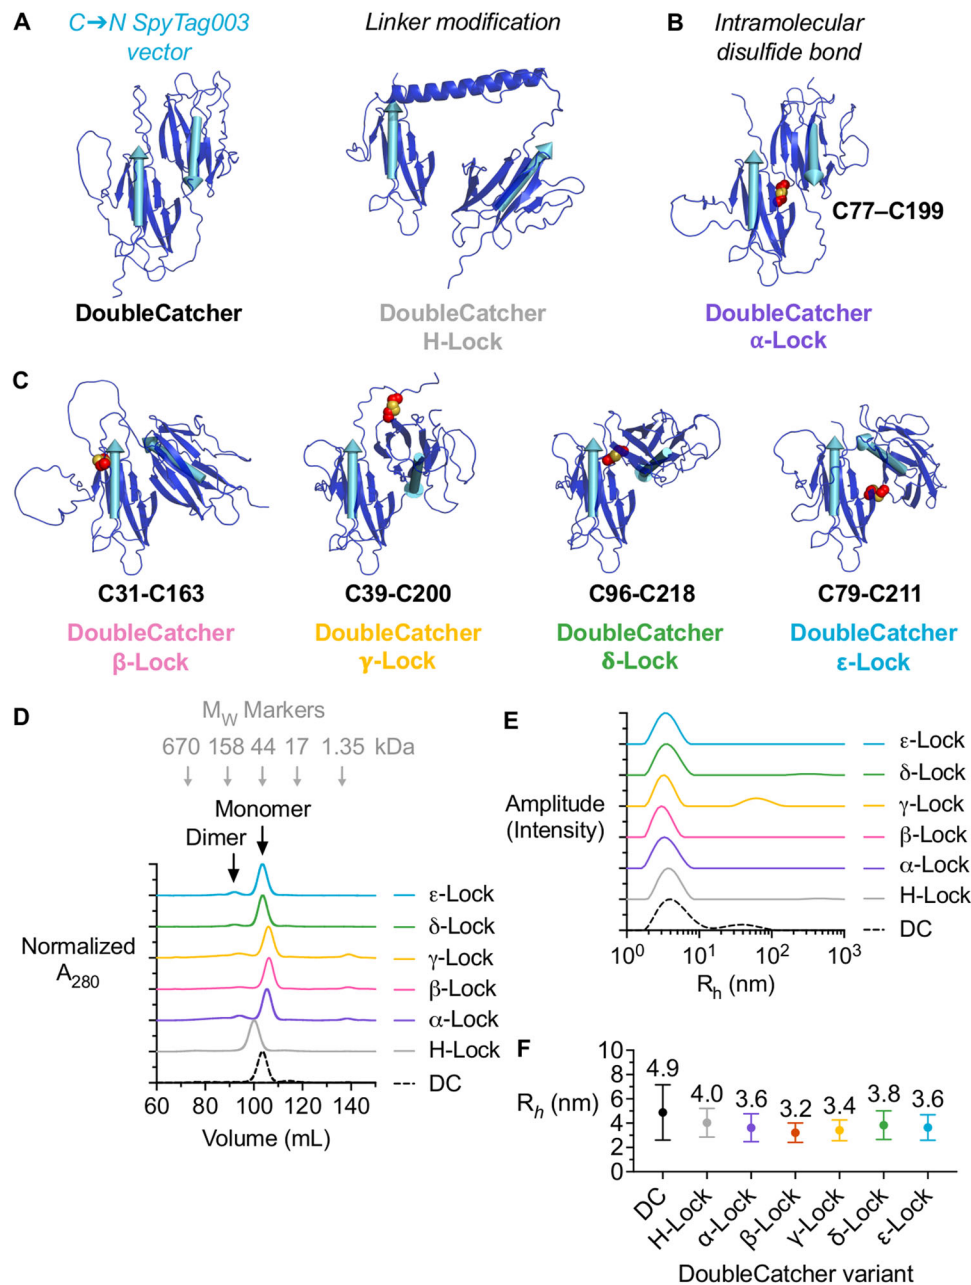 A
C→N SpyTag003
vector
Linker modification
B
Intramolecular
disulfide bond
C77–C199
DoubleCatcher
DoubleCatcher
H-Lock
DoubleCatcher
α-Lock
C
C31-C163
C39-C200
C96-C218
C79-C211
DoubleCatcher
β-Lock
DoubleCatcher
γ-Lock
DoubleCatcher
δ-Lock
DoubleCatcher
ε-Lock
D
M_W Markers
670 158 44 17 1.35 kDa
Monomer
Dimer
Normalized
A_280
ε-Lock
δ-Lock
γ-Lock
β-Lock
α-Lock
H-Lock
DC
60 80 100 120 140
Volume (mL)
E
Amplitude
(Intensity)
ε-Lock
δ-Lock
γ-Lock
β-Lock
α-Lock
H-Lock
DC
10^0 10^1 10^2 10^3
R_h (nm)
F
R_h (nm)
10
8
6
4
2
0
4.9 4.0 3.6 3.2 3.4 3.8 3.6
DC H-Lock α-Lock β-Lock γ-Lock δ-Lock ε-Lock
DoubleCatcher variant